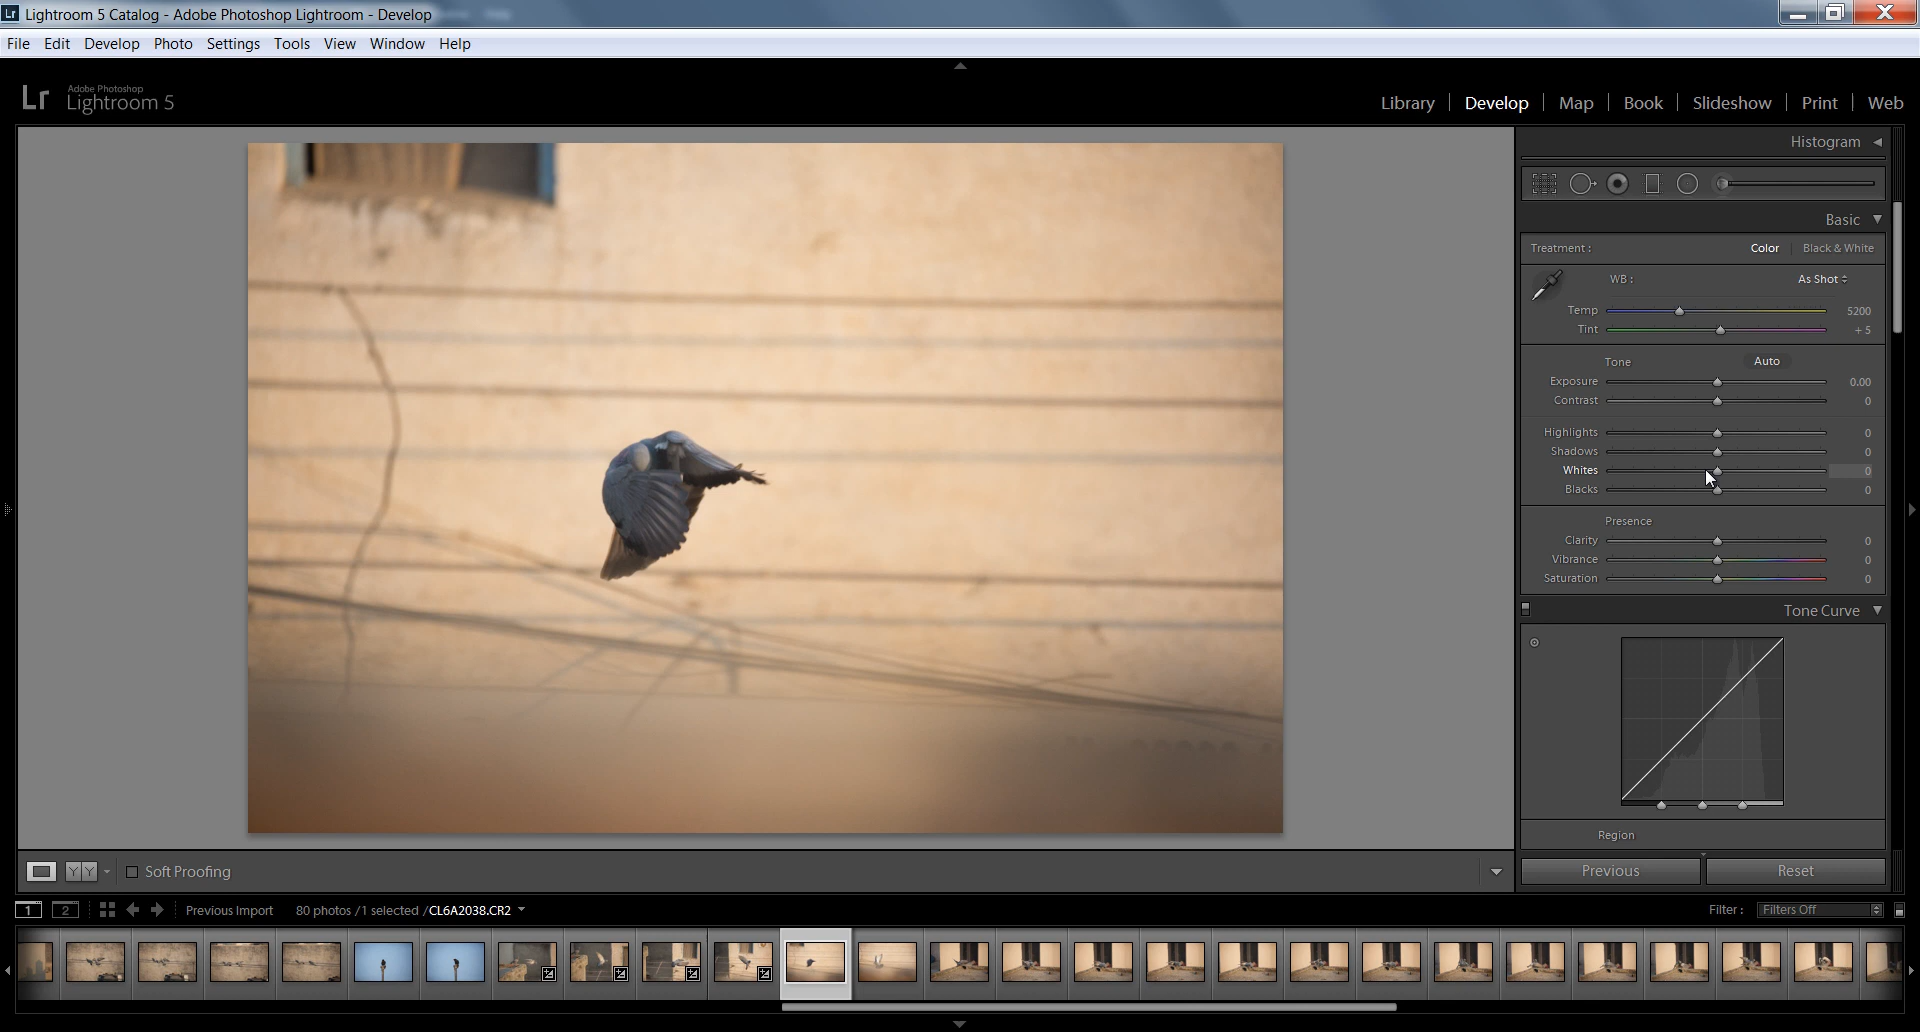 Lr Lightroom 5 Catalog - Adobe Photoshop Lightroom - Develop
File Edit Develop Photo Settings Tools View Window Help
Lr Adobe Photoshop
Lightroom 5
Library | Develop | Map | Book | Slideshow | Print | Web
Histogram
Basic
Treatment : Color Black & White
WB : As Shot
Temp 5200
Tint + 5
Tone Auto
Exposure 0.00
Contrast 0
Highlights 0
Shadows 0
Whites 0
Blacks 0
Presence
Clarity 0
Vibrance 0
Saturation 0
Tone Curve
Region
Previous Reset
YY Soft Proofing
1 2 Previous Import 80 photos /1 selected /CL6A2038.CR2 Filter : Filters Off